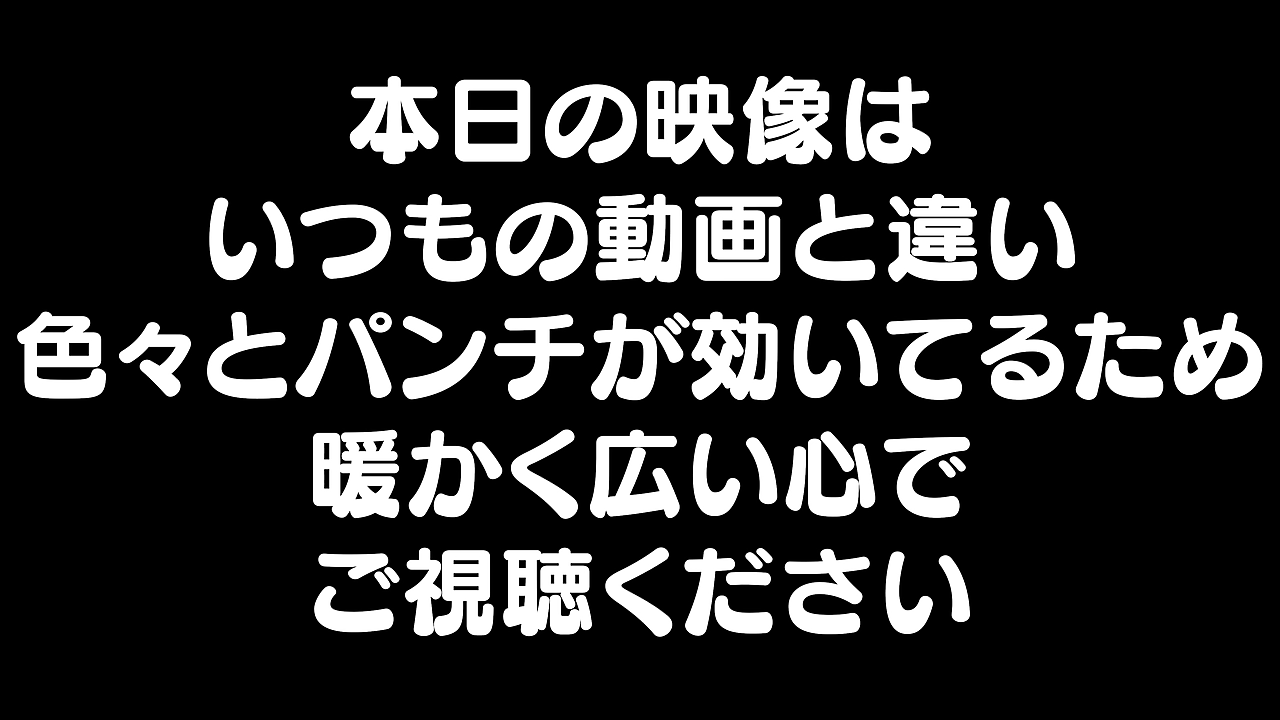 本日の映像は
いつもの動画と違い
色々とパンチが効いてるため
暖かく広い心で
ご視聴ください